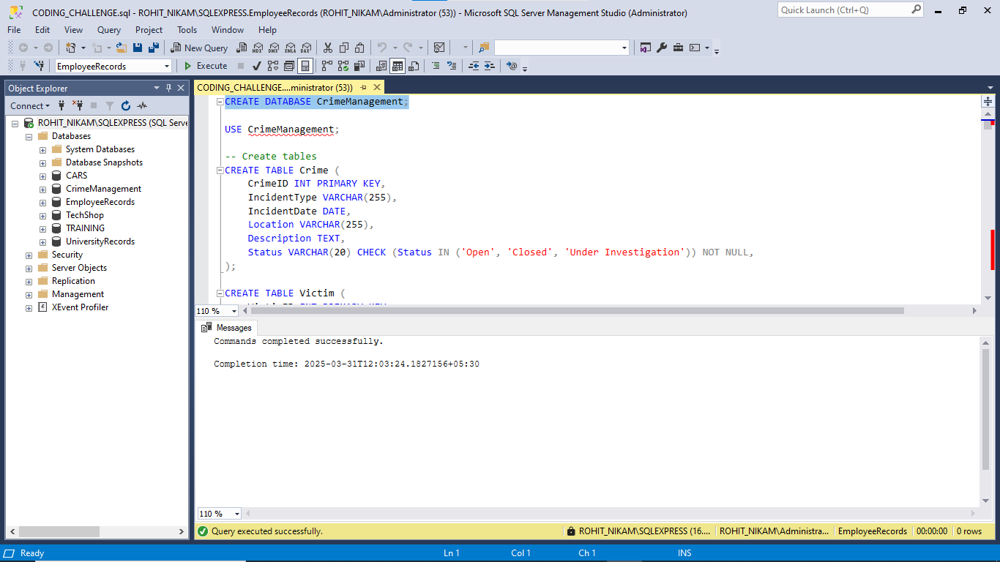 CODING_CHALLENGE.sql - ROHIT_NIKAM\SQLEXPRESS.EmployeeRecords (ROHIT_NIKAM\Administrator (53)) - Microsoft SQL Server Management Studio (Administrator)
Quick Launch (Ctrl+Q)
File Edit View Query Project Tools Window Help
New Query MDX DMX XMLA DAX
EmployeeRecords Execute
Object Explorer
CODING_CHALLENGE....ministrator (53))
Connect
ROHIT_NIKAM\SQLEXPRESS (SQL Serve
Databases
System Databases
Database Snapshots
CARS
CrimeManagement
EmployeeRecords
TechShop
TRAINING
UniversityRecords
Security
Server Objects
Replication
Management
XEvent Profiler
CREATE DATABASE CrimeManagement;
USE CrimeManagement;
-- Create tables
CREATE TABLE Crime (
CrimeID INT PRIMARY KEY,
IncidentType VARCHAR(255),
IncidentDate DATE,
Location VARCHAR(255),
Description TEXT,
Status VARCHAR(20) CHECK (Status IN ('Open', 'Closed', 'Under Investigation')) NOT NULL,
);
CREATE TABLE Victim (
110 %
Messages
Commands completed successfully.
Completion time: 2025-03-31T12:03:24.1827156+05:30
110 %
Query executed successfully.
ROHIT_NIKAM\SQLEXPRESS (16.... ROHIT_NIKAM\Administra... EmployeeRecords 00:00:00 0 rows
Ready Ln 1 Col 1 Ch 1 INS